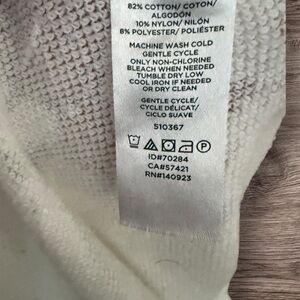 82% COTTON/ COTON/
ALGODÓN
10% NYLON/ NILÓN
8% POLYESTER/ POLIÉSTER
MACHINE WASH COLD
GENTLE CYCLE
ONLY NON-CHLORINE
BLEACH WHEN NEEDED
TUMBLE DRY LOW
COOL IRON IF NEEDED
OR DRY CLEAN
GENTLE CYCLE/
CYCLE DÉLICAT/
CICLO SUAVE
510367
P
ID#70284
CA#57421
RN#140923